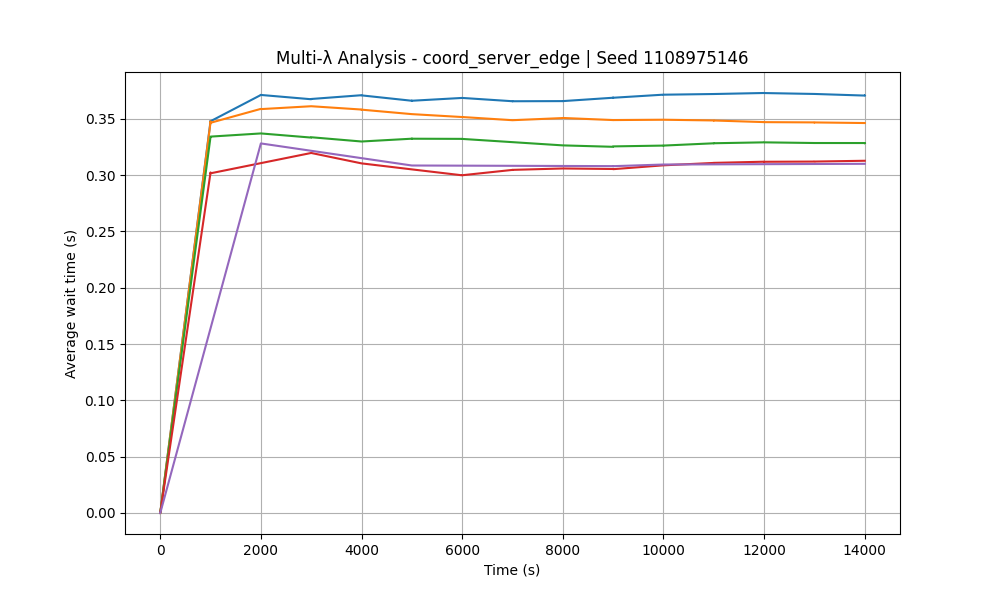 Multi-λ Analysis - coord_server_edge | Seed 1108975146
Average wait time (s)
0.35
0.30
0.25
0.20
0.15
0.10
0.05
0.00
0 2000 4000 6000 8000 10000 12000 14000
Time (s)